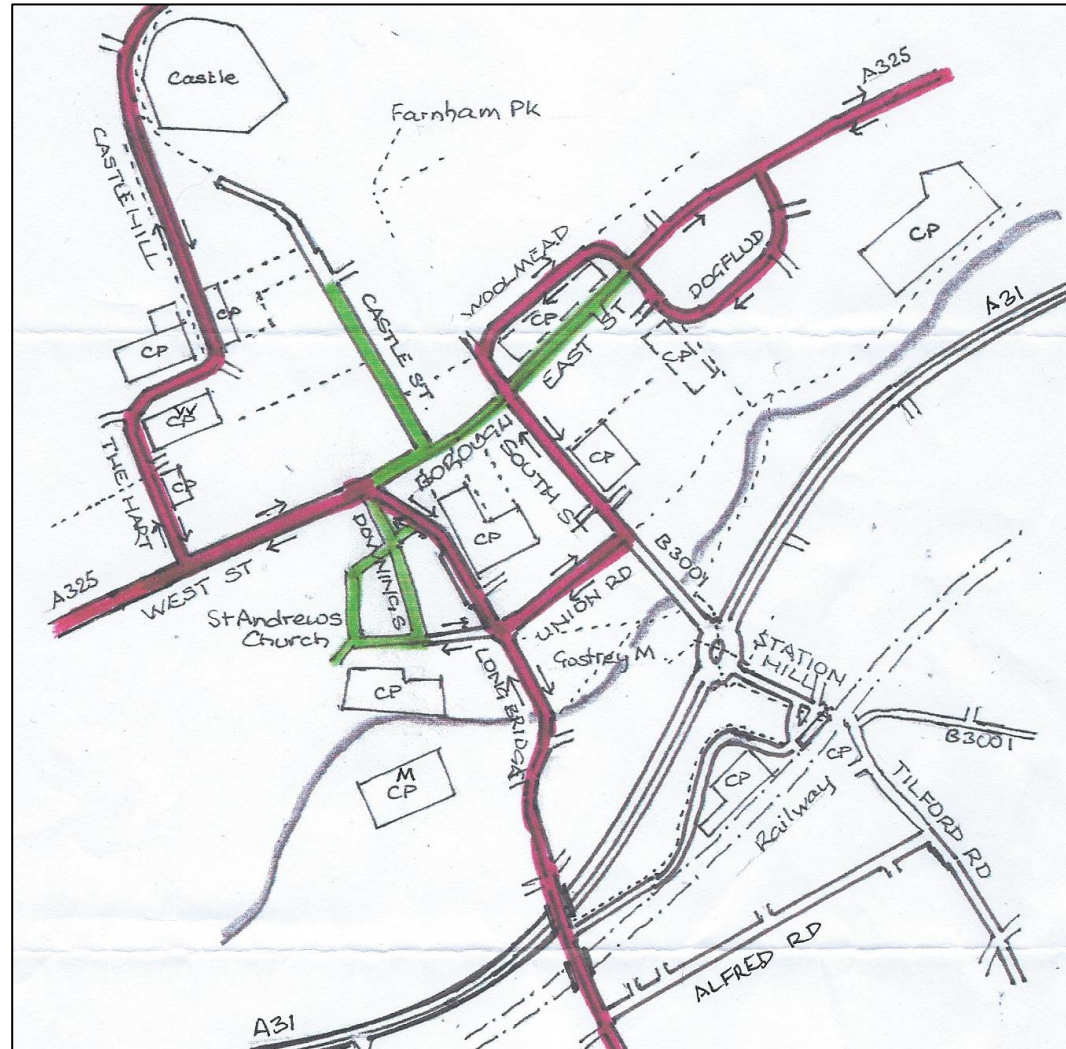 Castle
Farnham Pk
A325
CASTLE HILL
CP
WOOLMEAD
DOGFLUD
CP
CASTLE ST
A31
CP
CP
EAST ST
CP
CP
THE HART
CP
BOROUGH
SOUTH ST
CP
CP
B3001
DOWNINGS
UNION RD
A325
WEST ST
St Andrews
Church
Gostrey M
STATION
HILL
CP
LONGBRIDGE
B3001
M
CP
CP
CP
Railway
TILFORD RD
ALFRED RD
A31